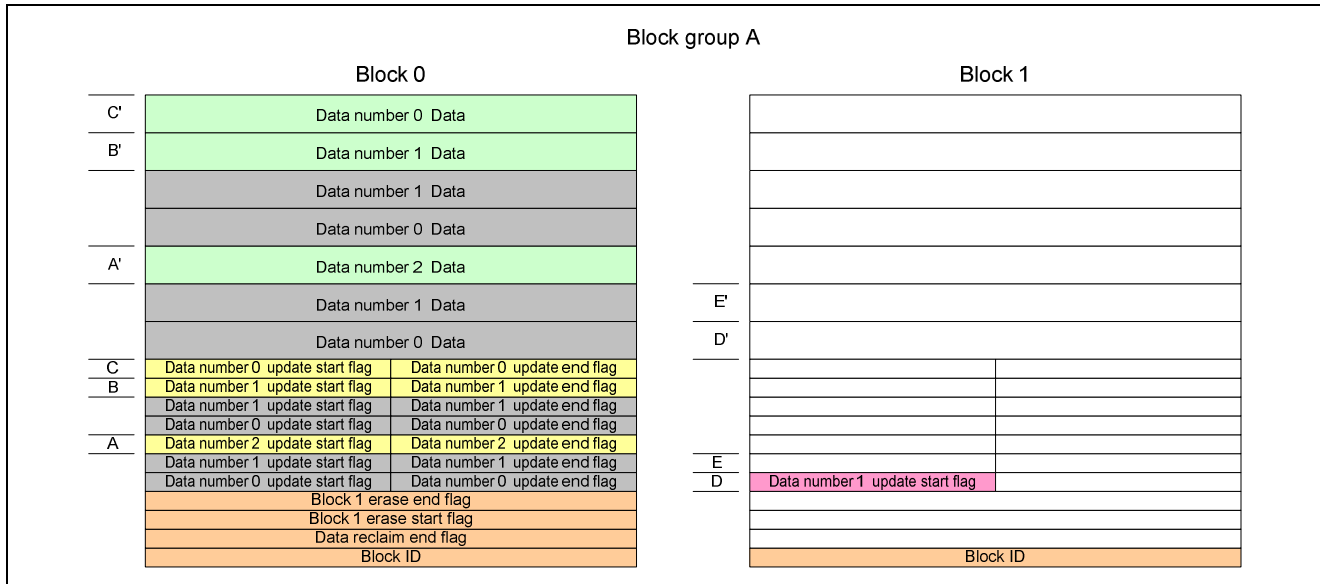 Block group A
Block 0
Block 1
C'
Data number 0 Data
B'
Data number 1 Data
Data number 1 Data
Data number 0 Data
A'
Data number 2 Data
Data number 1 Data
E'
Data number 0 Data
D'
C
Data number 0 update start flag
Data number 0 update end flag
B
Data number 1 update start flag
Data number 1 update end flag
Data number 1 update start flag
Data number 1 update end flag
Data number 0 update start flag
Data number 0 update end flag
A
Data number 2 update start flag
Data number 2 update end flag
Data number 1 update start flag
Data number 1 update end flag
E
Data number 0 update start flag
Data number 0 update end flag
D
Data number 1 update start flag
Block 1 erase end flag
Block 1 erase start flag
Data reclaim end flag
Block ID
Block ID